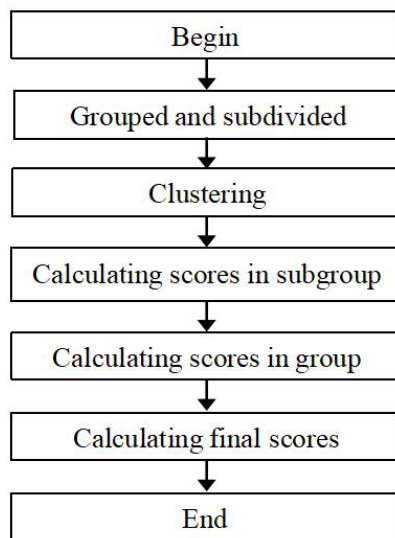 Begin
Grouped and subdivided
Clustering
Calculating scores in subgroup
Calculating scores in group
Calculating final scores
End